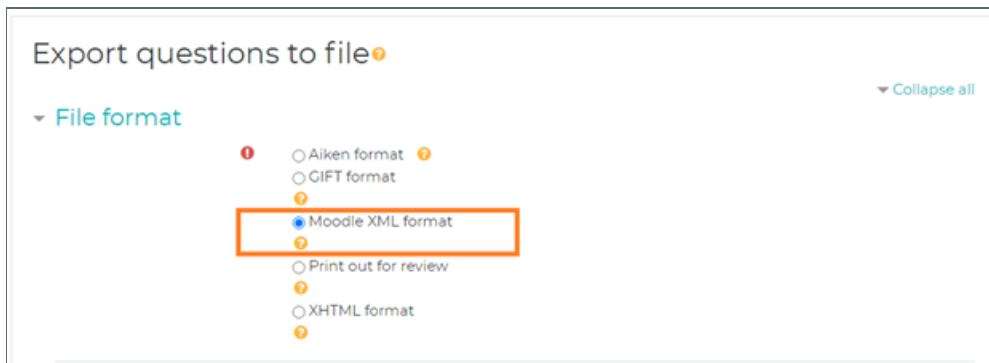 Export questions to file
Collapse all
File format
Aiken format
GIFT format
Moodle XML format
Print out for review
XHTML format